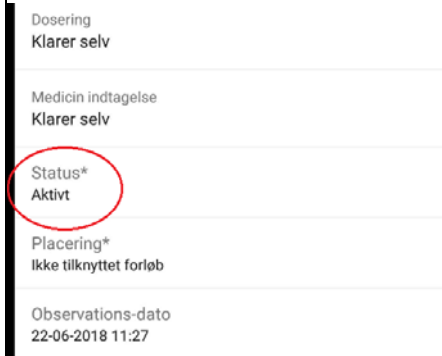 Dosering
Klarer selv
Medicin indtagelse
Klarer selv
Status*
Aktivt
Placering*
Ikke tilknyttet forløb
Observations-dato
22-06-2018 11:27